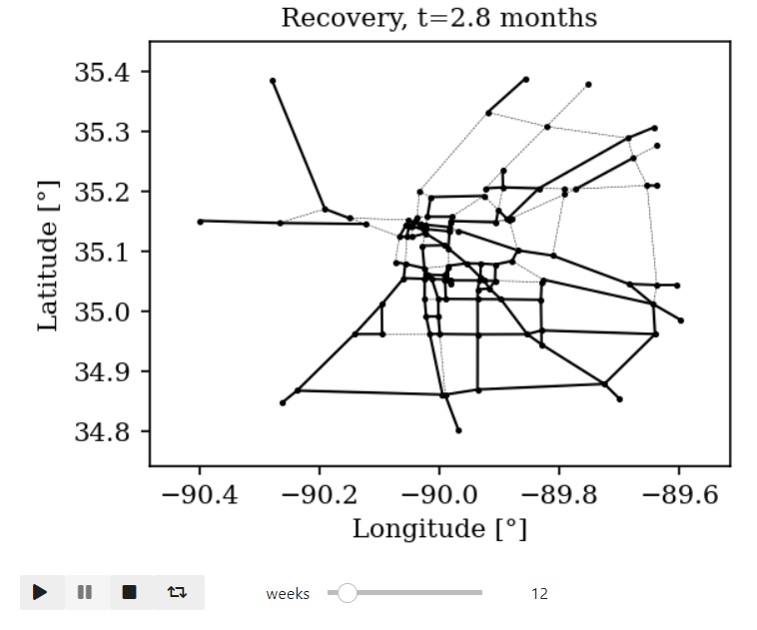 Recovery, t=2.8 months
35.4
35.3
35.2
35.1
35.0
34.9
34.8
Latitude [°]
−90.4 −90.2 −90.0 −89.8 −89.6
Longitude [°]
weeks 12